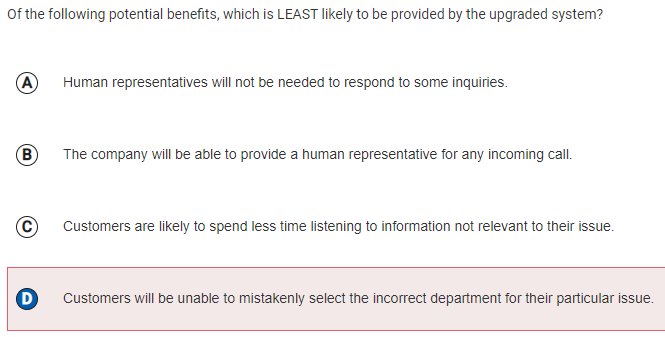 Of the following potential benefits, which is LEAST likely to be provided by the upgraded system?
A Human representatives will not be needed to respond to some inquiries.
B The company will be able to provide a human representative for any incoming call.
C Customers are likely to spend less time listening to information not relevant to their issue.
D Customers will be unable to mistakenly select the incorrect department for their particular issue.